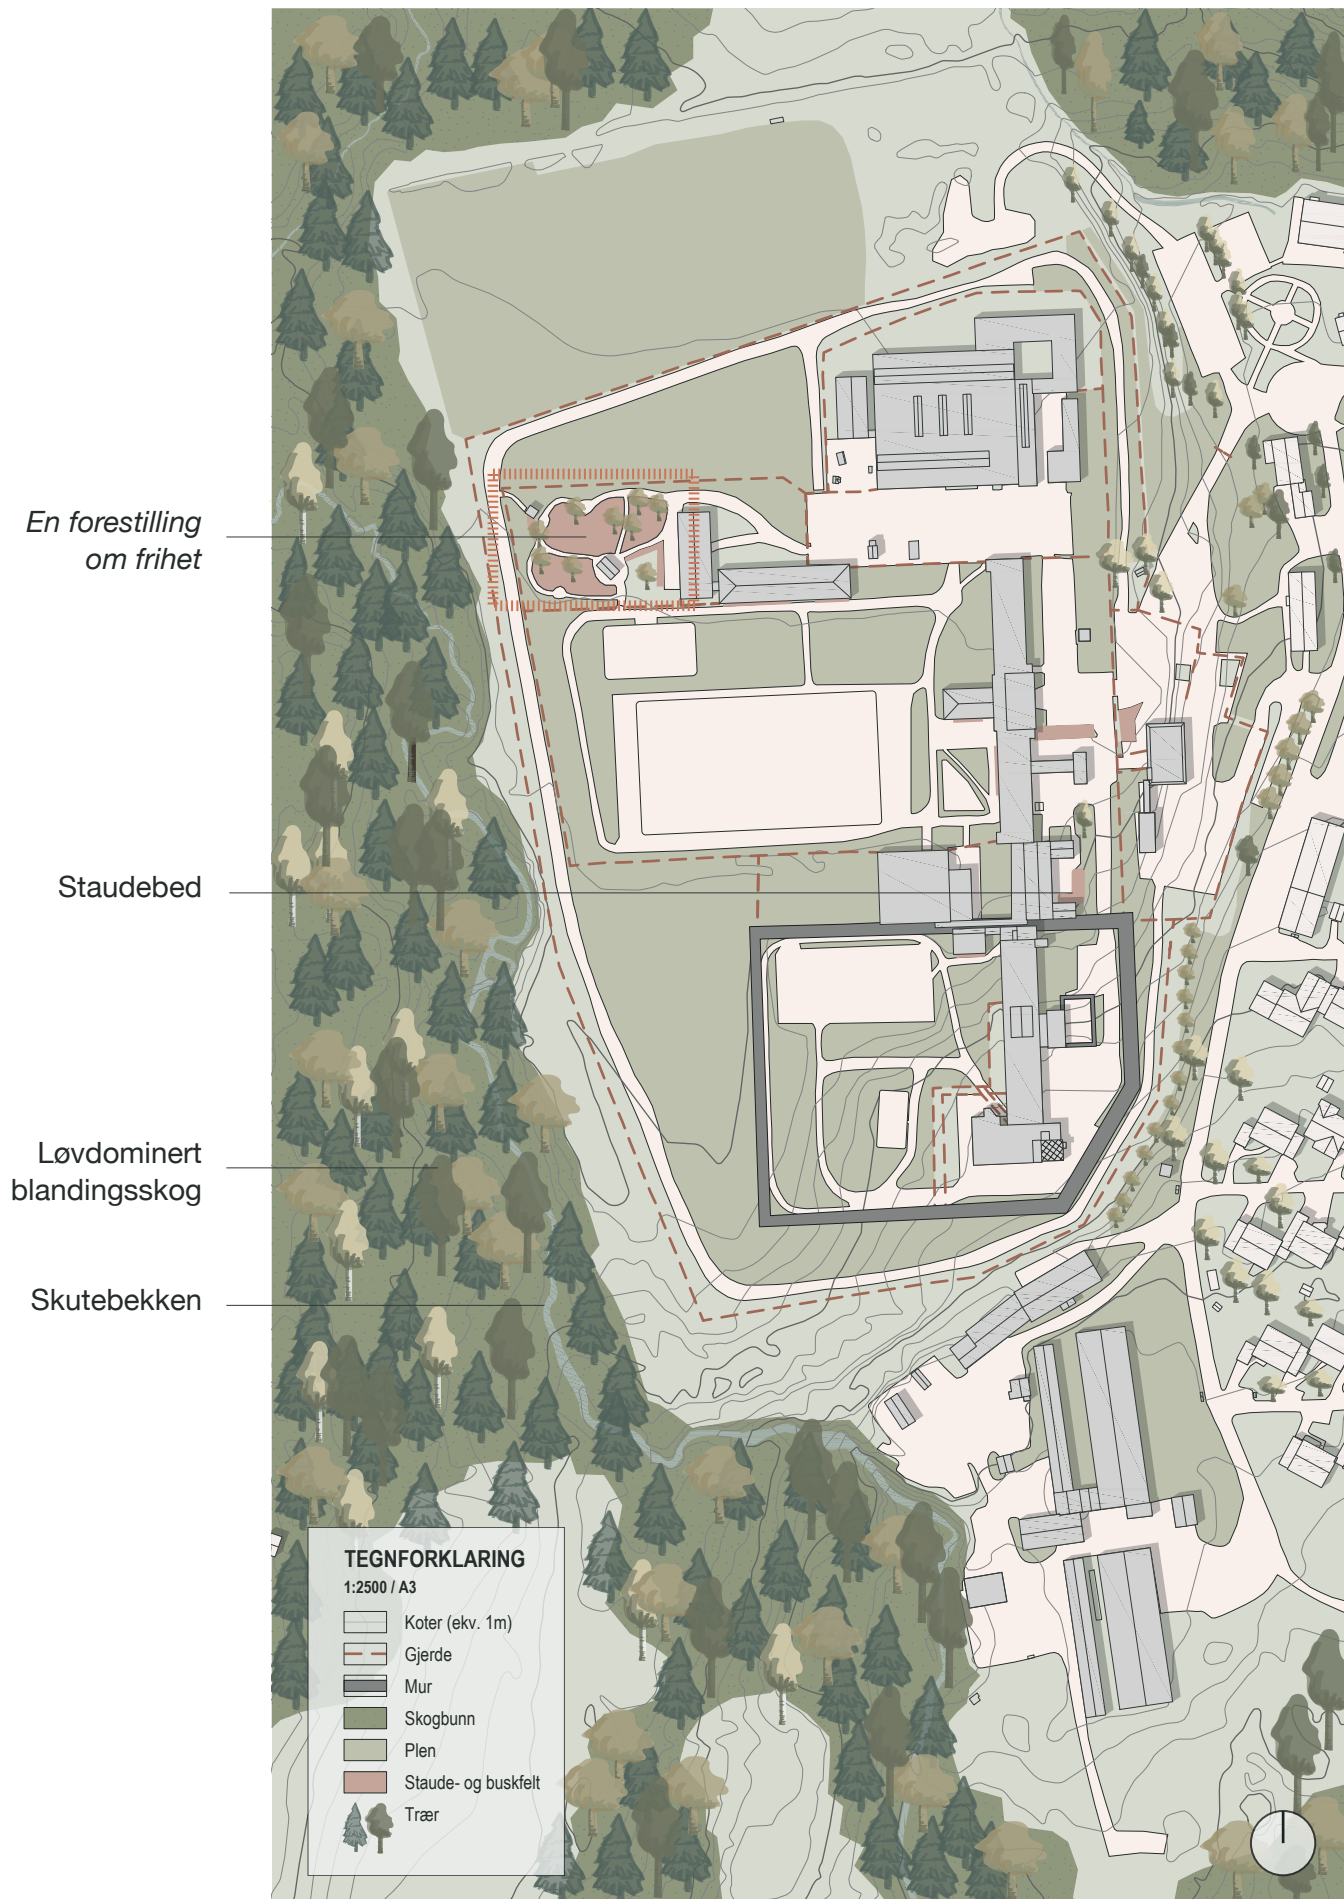 En forestilling
om frihet
Staudebed
Løvdominert
blandingsskog
Skutebekken
TEGNFORKLARING
1:2500 / A3
Koter (ekv. 1m)
Gjerde
Mur
Skogbunn
Plen
Staude- og buskfelt
Trær